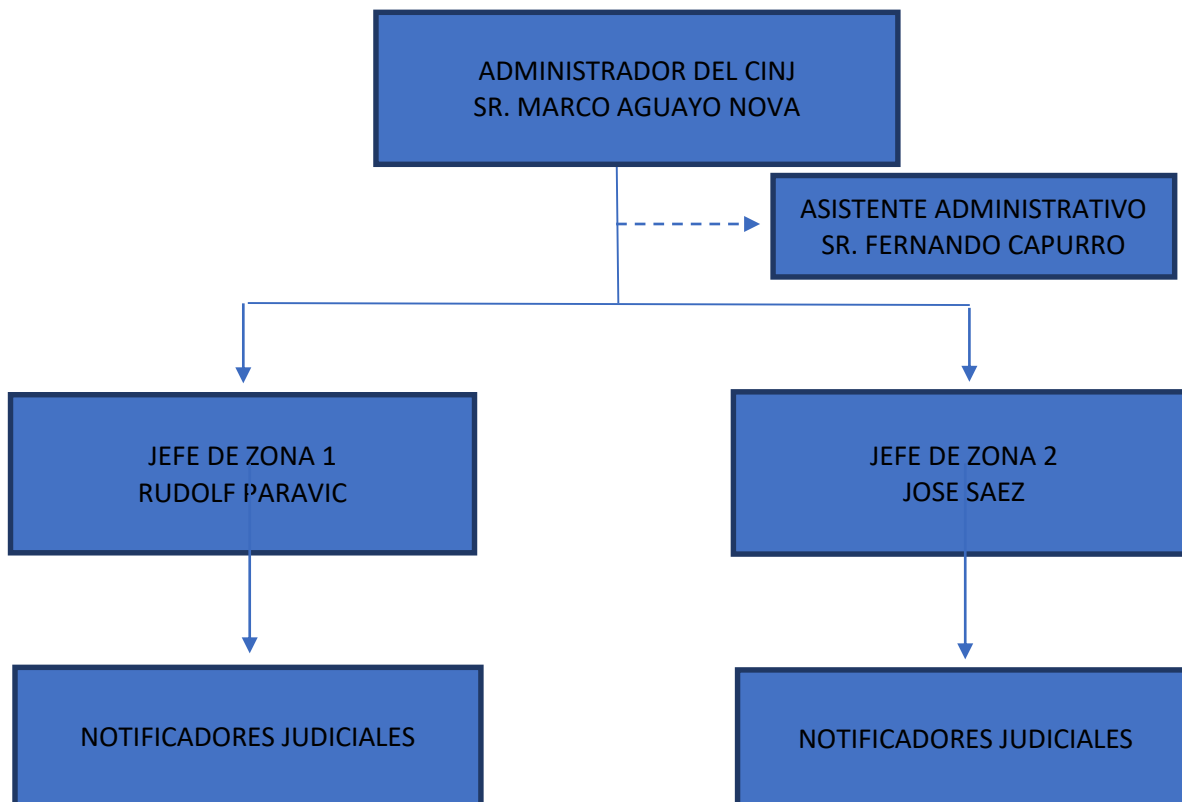 ADMINISTRADOR DEL CINJ
SR. MARCO AGUAYO NOVA
ASISTENTE ADMINISTRATIVO
SR. FERNANDO CAPURRO
JEFE DE ZONA 1
RUDOLF PARAVIC
JEFE DE ZONA 2
JOSE SAEZ
NOTIFICADORES JUDICIALES
NOTIFICADORES JUDICIALES